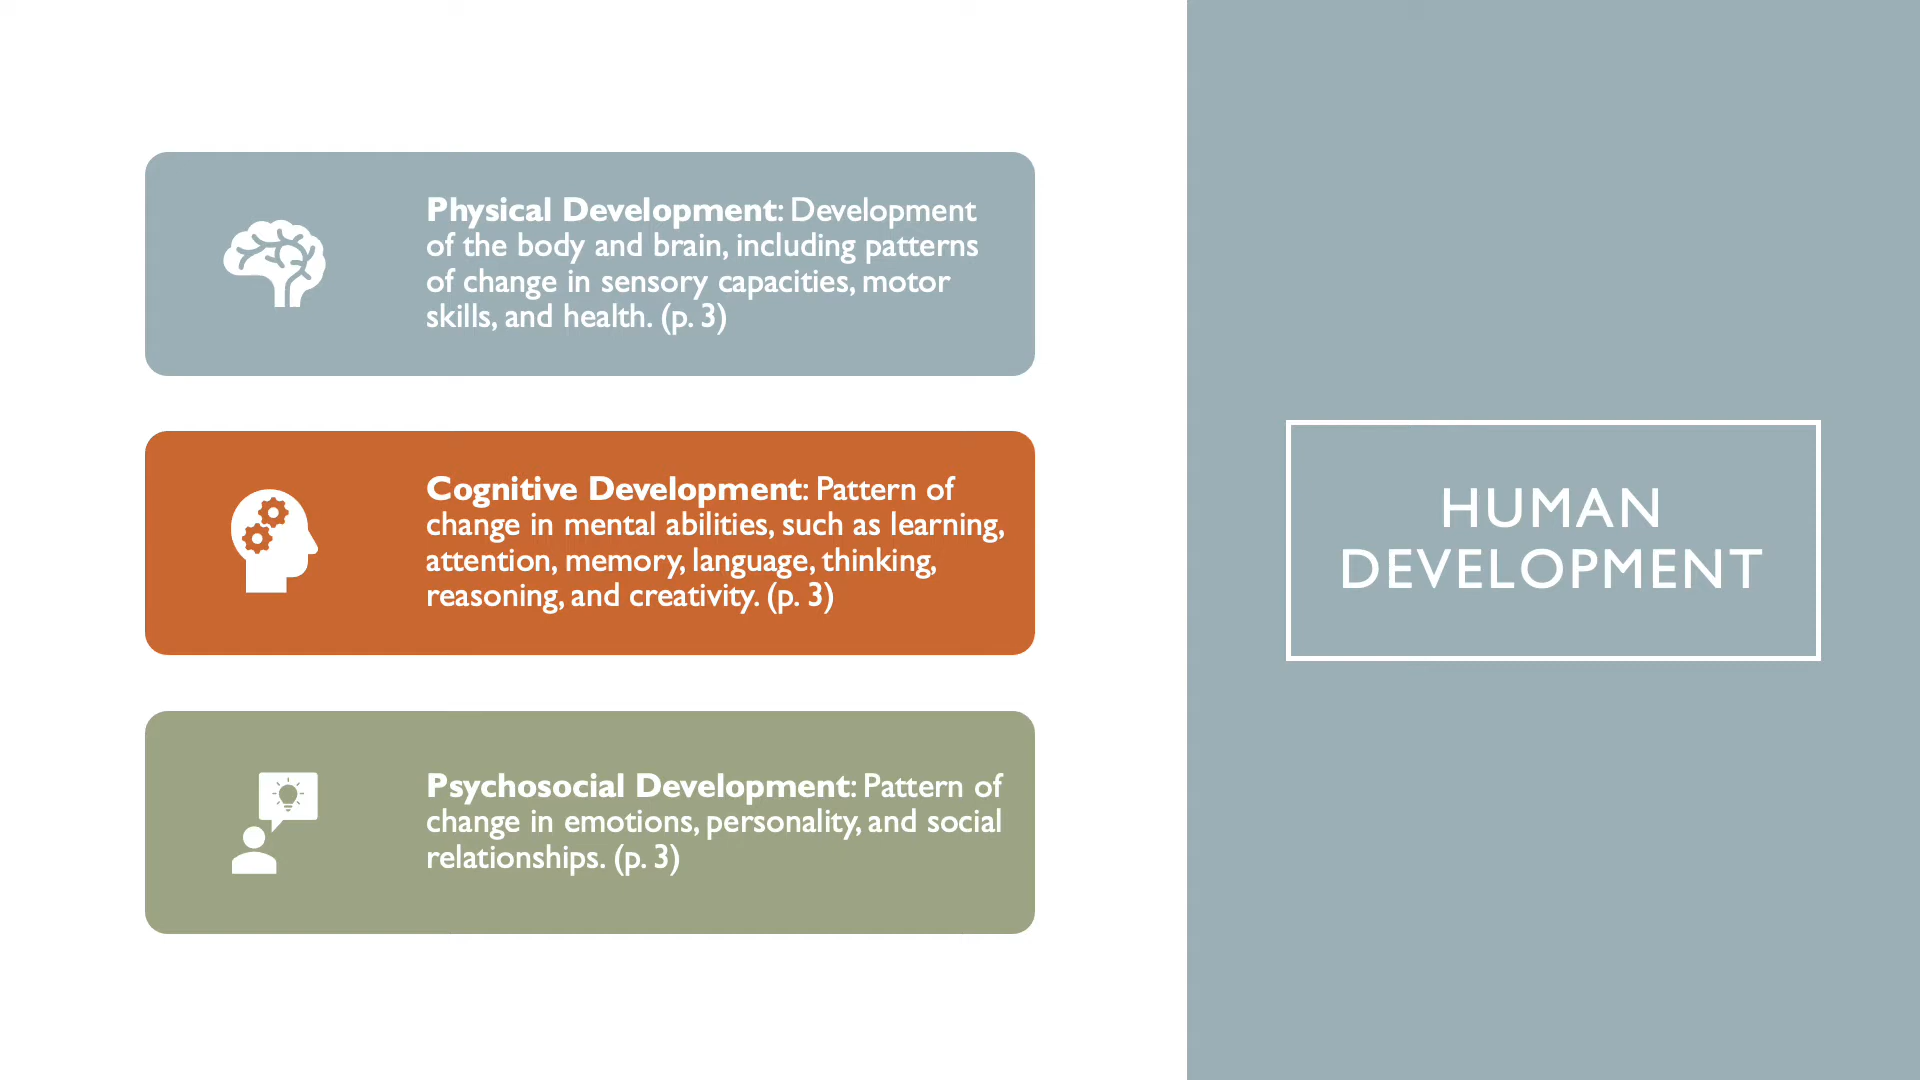 Physical Development: Development
of the body and brain, including patterns
of change in sensory capacities, motor
skills, and health. (p. 3)
Cognitive Development: Pattern of
change in mental abilities, such as learning,
attention, memory, language, thinking,
reasoning, and creativity. (p. 3)
Psychosocial Development: Pattern of
change in emotions, personality, and social
relationships. (p. 3)
HUMAN
DEVELOPMENT